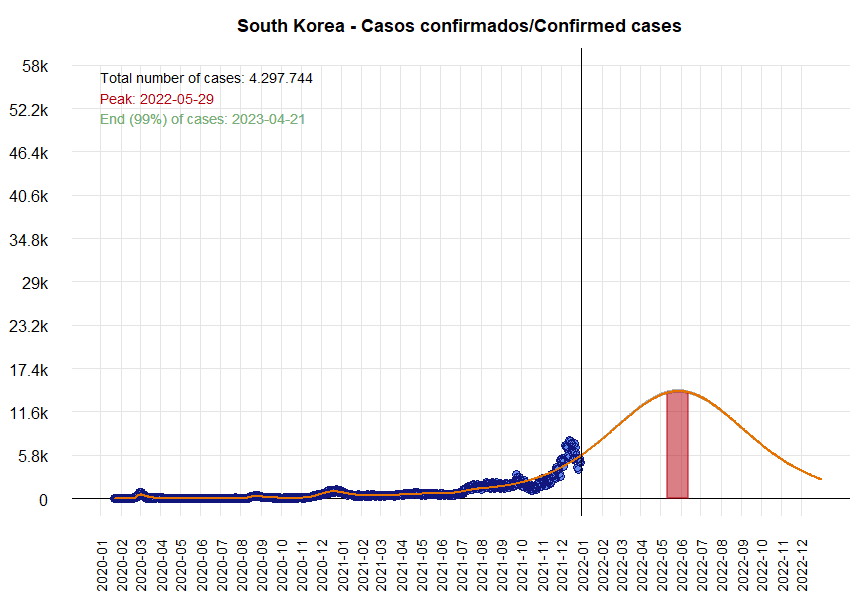 South Korea - Casos confirmados/Confirmed cases
Total number of cases: 4.297.744
Peak: 2022-05-29
End (99%) of cases: 2023-04-21
58k
52.2k
46.4k
40.6k
34.8k
29k
23.2k
17.4k
11.6k
5.8k
0
2020-01
2020-02
2020-03
2020-04
2020-05
2020-06
2020-07
2020-08
2020-09
2020-10
2020-11
2020-12
2021-01
2021-02
2021-03
2021-04
2021-05
2021-06
2021-07
2021-08
2021-09
2021-10
2021-11
2021-12
2022-01
2022-02
2022-03
2022-04
2022-05
2022-06
2022-07
2022-08
2022-09
2022-10
2022-11
2022-12